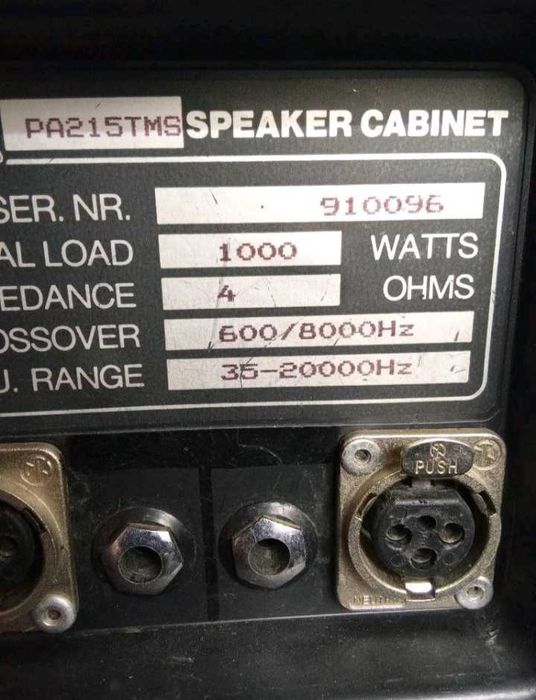 PA215TMS SPEAKER CABINET
SER. NR. 910096
AL LOAD 1000 WATTS
EDANCE 4 OHMS
OSSOVER 600/8000Hz
U. RANGE 35-20000Hz
PUSH